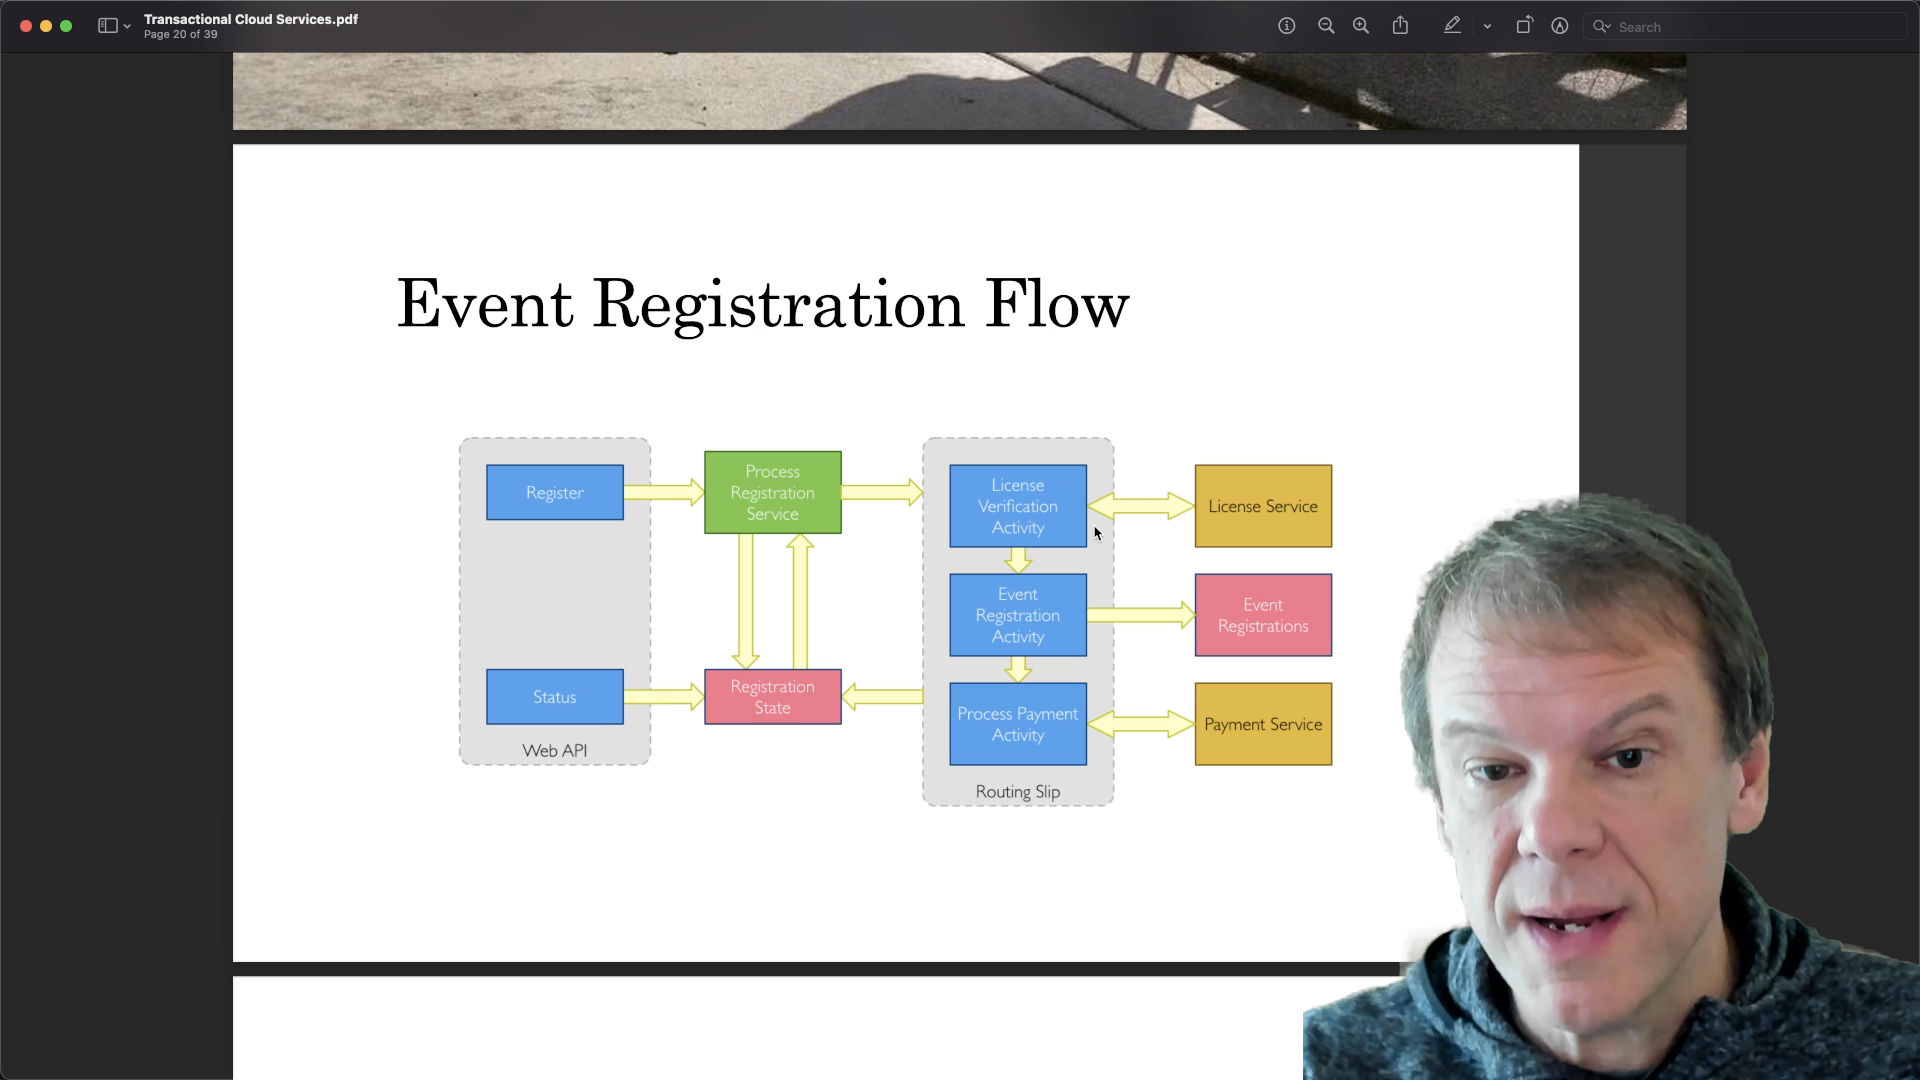 Transactional Cloud Services.pdf
Page 20 of 39
Search
Event Registration Flow
Register
Process
Registration
Service
License
Verification
Activity
License Service
Event
Registration
Activity
Event
Registrations
Status
Registration
State
Process Payment
Activity
Payment Service
Web API
Routing Slip